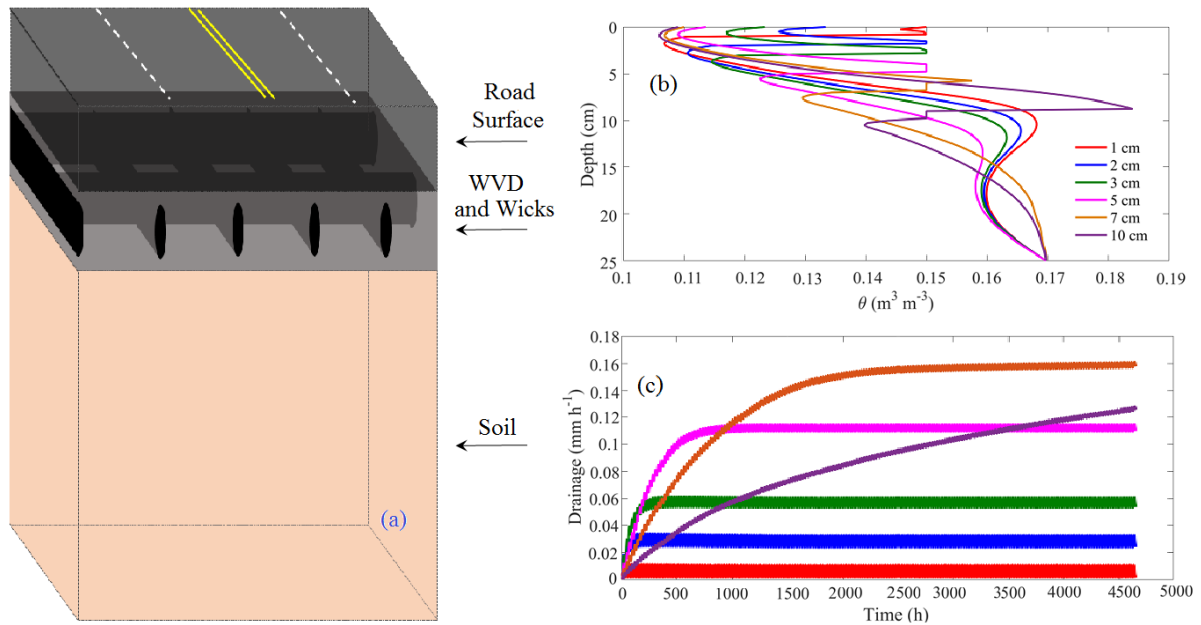 Road
Surface
WVD
and Wicks
Soil
(a)
0
5
10
15
20
25
Depth (cm)
(b)
1 cm
2 cm
3 cm
5 cm
7 cm
10 cm
0.1 0.11 0.12 0.13 0.14 0.15 0.16 0.17 0.18 0.19
θ (m³ m⁻³)
0.18
0.16
0.14
0.12
0.1
0.08
0.06
0.04
0.02
0
Drainage (mm h⁻¹)
(c)
0 500 1000 1500 2000 2500 3000 3500 4000 4500 5000
Time (h)